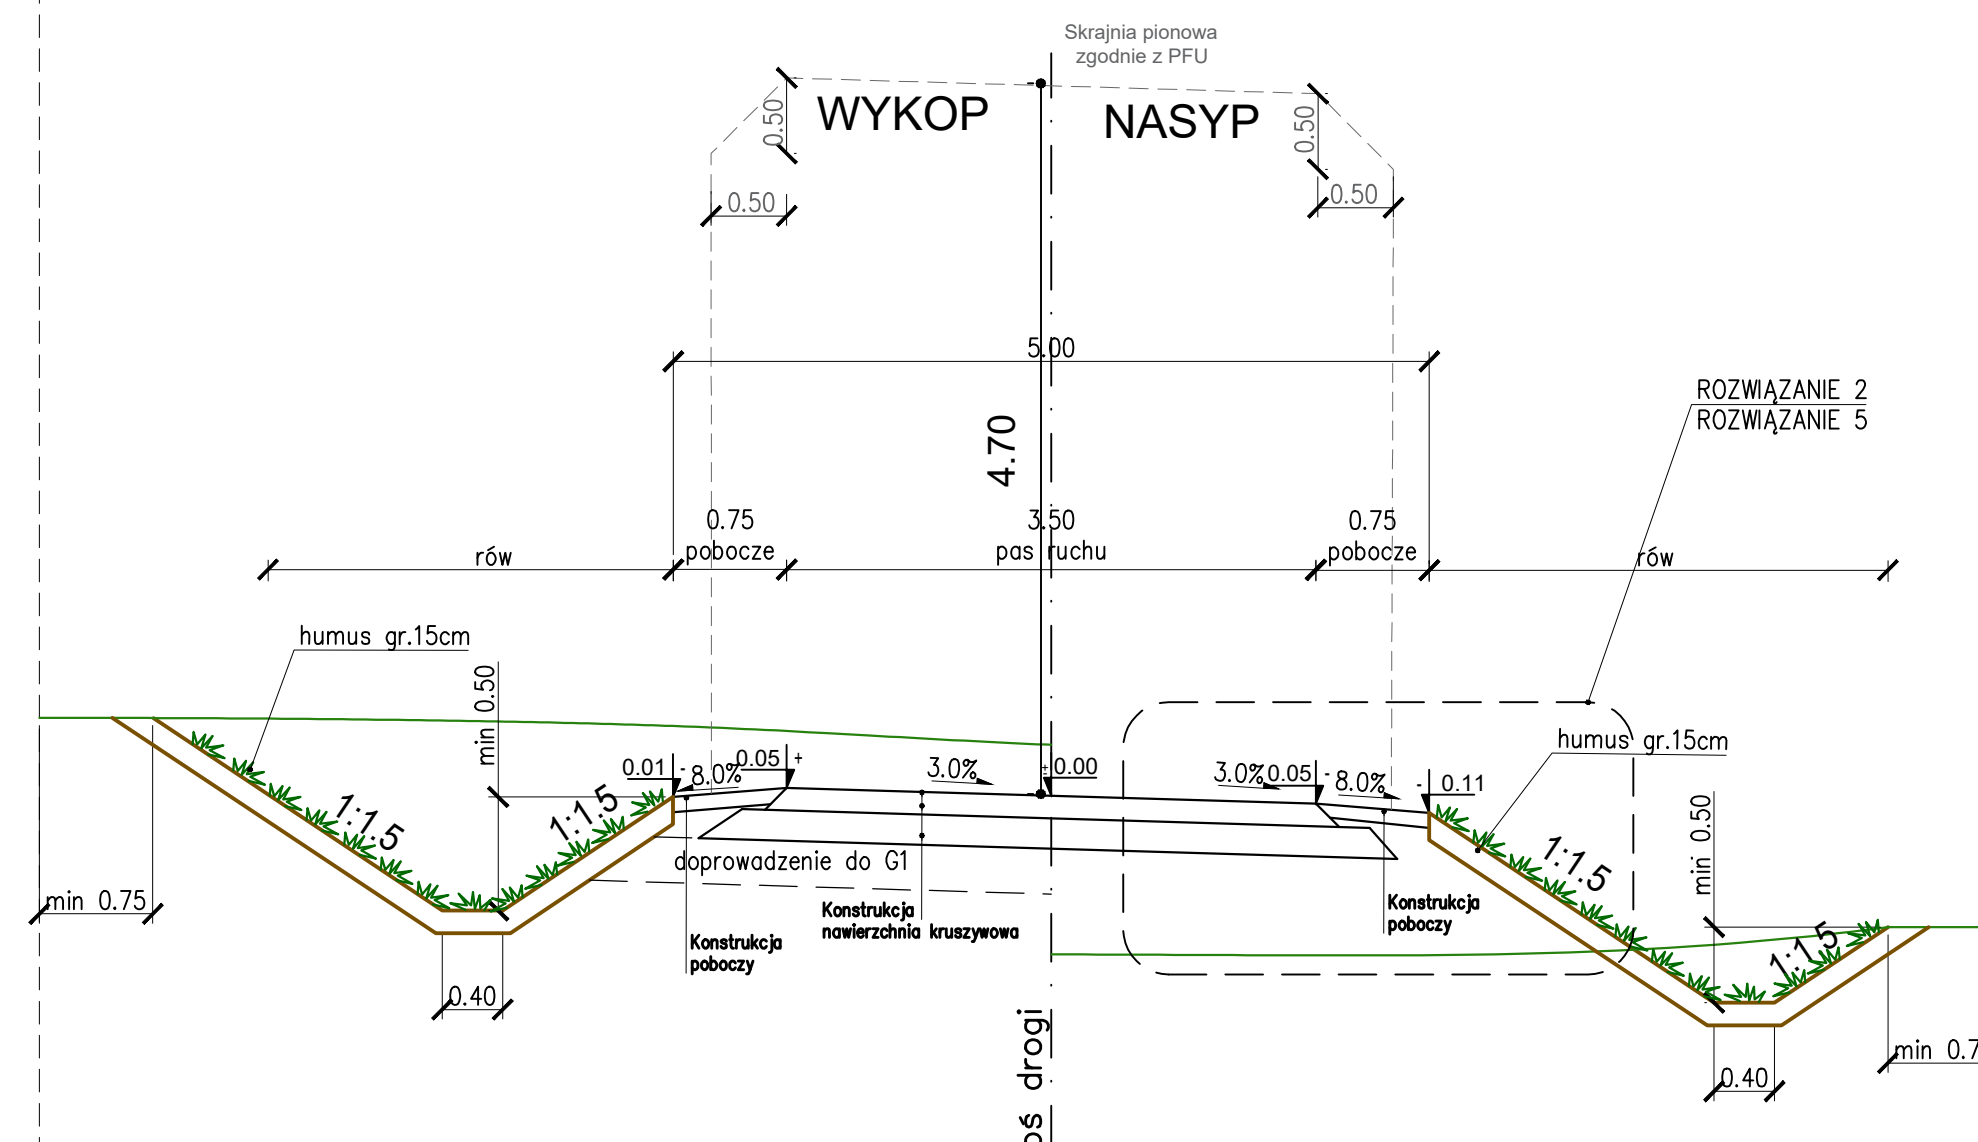 Skrajnia pionowa
zgodnie z PFU
WYKOP
NASYP
0.50
0.50
0.50
0.50
5.00
ROZWIĄZANIE 2
ROZWIĄZANIE 5
4.70
0.75
3.50
0.75
rów
pobocze
pas ruchu
pobocze
rów
humus gr.15cm
min 0.50
humus gr.15cm
0.01 -
8.0%
0.05 +
3.0%
± 0.00
3.0%
0.05 -
8.0%
- 0.11
1:1.5
1:1.5
min 0.50
1:1.5
doprowadzenie do G1
min 0.75
Konstrukcja
nawierzchnia kruszywowa
Konstrukcja
poboczy
Konstrukcja
poboczy
1:1.5
0.40
oś drogi
min 0.7
0.40